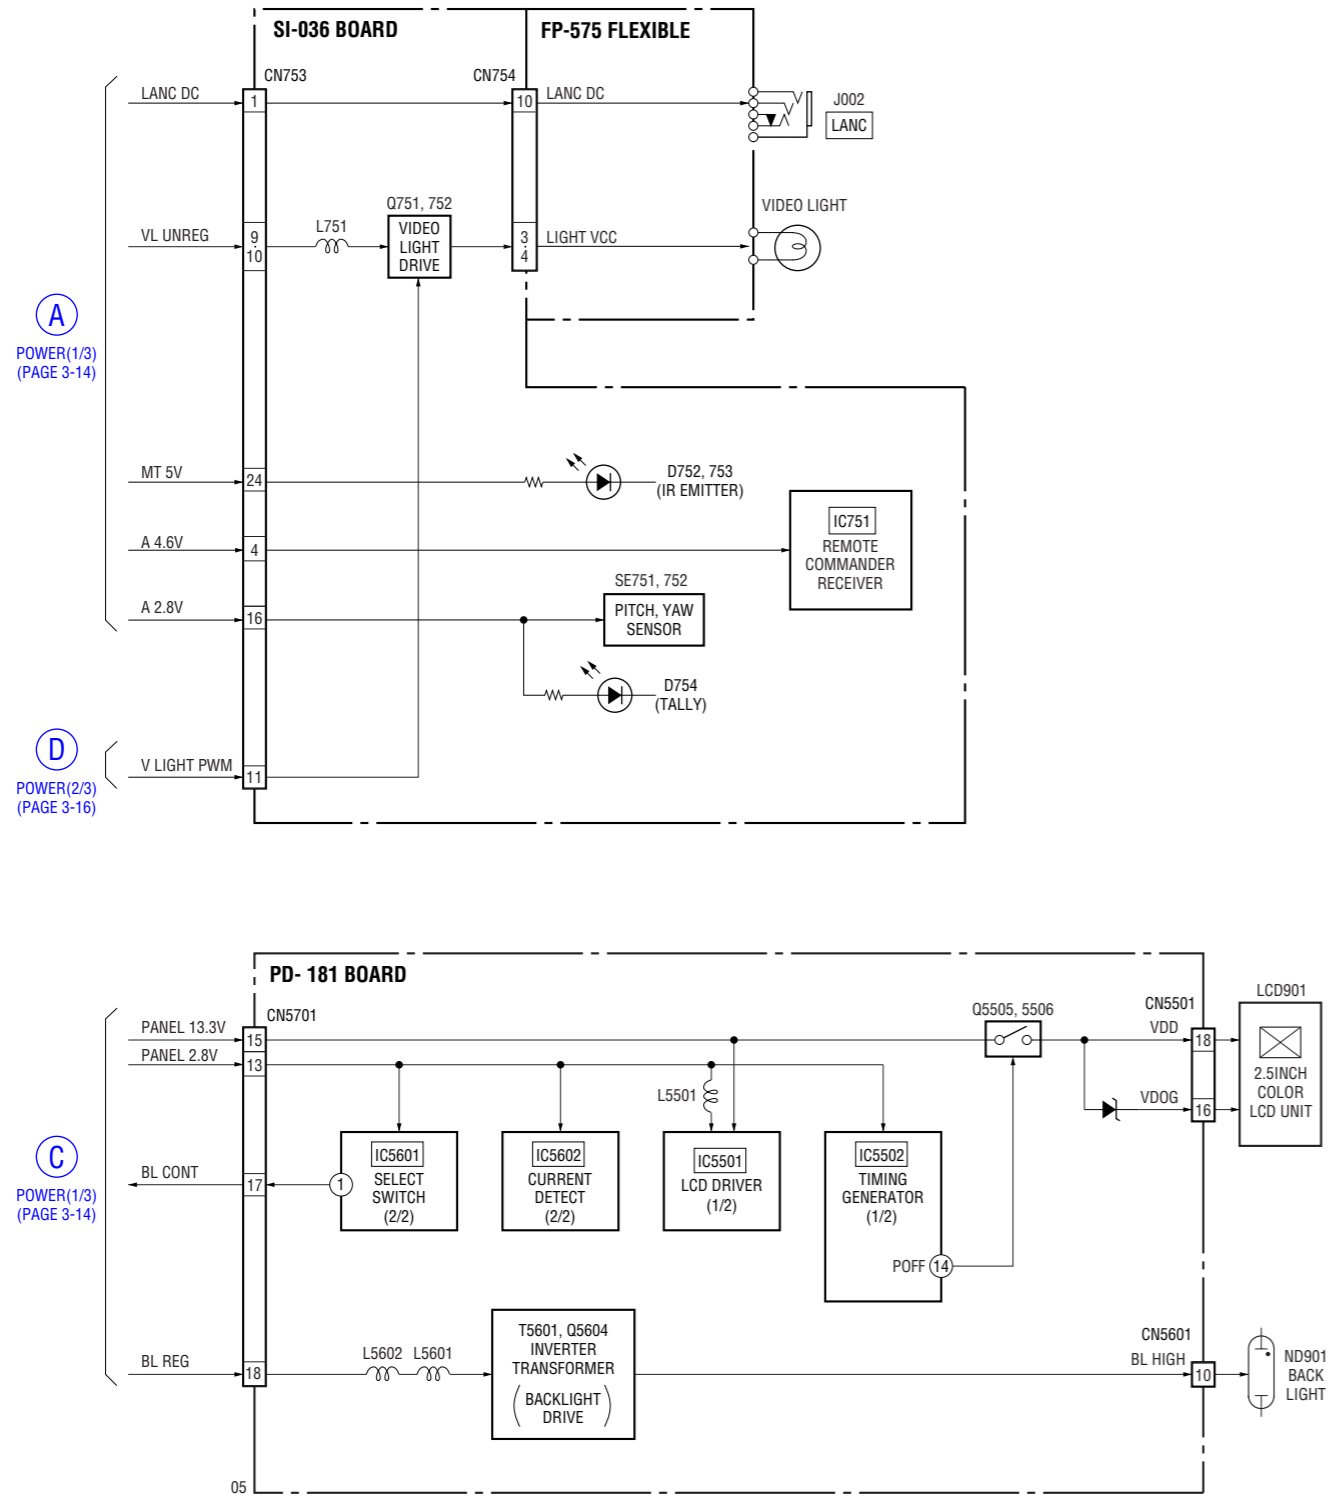 SI-036 BOARD
FP-575 FLEXIBLE
CN753
CN754
LANC DC
1
10
LANC DC
J002
LANC
Q751, 752
VIDEO LIGHT
VL UNREG
9
10
L751
VIDEO
LIGHT
DRIVE
3
4
LIGHT VCC
A
POWER(1/3)
(PAGE 3-14)
MT 5V
24
D752, 753
(IR EMITTER)
A 4.6V
4
IC751
REMOTE
COMMANDER
RECEIVER
SE751, 752
A 2.8V
16
PITCH, YAW
SENSOR
D754
(TALLY)
D
POWER(2/3)
(PAGE 3-16)
V LIGHT PWM
11
PD- 181 BOARD
CN5701
PANEL 13.3V
15
PANEL 2.8V
13
Q5505, 5506
CN5501
VDD
18
LCD901
2.5INCH
COLOR
LCD UNIT
L5501
VDOG
16
C
POWER(1/3)
(PAGE 3-14)
BL CONT
17
1
IC5601
SELECT
SWITCH
(2/2)
IC5602
CURRENT
DETECT
(2/2)
IC5501
LCD DRIVER
(1/2)
IC5502
TIMING
GENERATOR
(1/2)
POFF
14
BL REG
18
L5602
L5601
T5601, Q5604
INVERTER
TRANSFORMER
(BACKLIGHT
DRIVE)
CN5601
BL HIGH
10
ND901
BACK
LIGHT
05